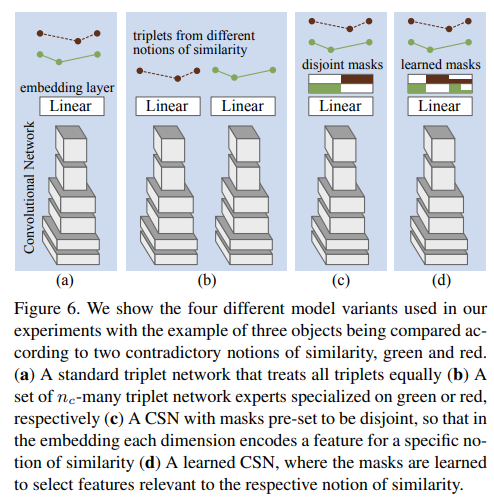 triplets from different
notions of similarity
disjoint masks
learned masks
embedding layer
Linear
Linear
Linear
Linear
Linear
Convolutional Network
(a)
(b)
(c)
(d)
Figure 6. We show the four different model variants used in our
experiments with the example of three objects being compared ac-
cording to two contradictory notions of similarity, green and red.
(a) A standard triplet network that treats all triplets equally (b) A
set of nc-many triplet network experts specialized on green or red,
respectively (c) A CSN with masks pre-set to be disjoint, so that in
the embedding each dimension encodes a feature for a specific no-
tion of similarity (d) A learned CSN, where the masks are learned
to select features relevant to the respective notion of similarity.